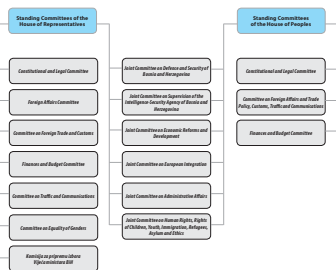 Standing Committees of the
House of Representatives
Constitutional and Legal Committee
Foreign Affairs Committee
Committee on Foreign Trade and Customs
Finances and Budget Committee
Committee on Traffic and Communications
Committee on Equality of Genders
Komisija za pripremu izbora
Vijeća ministara BiH
Joint Committee on Defence and Security of
Bosnia and Herzegovina
Joint Committee on Supervision of the
Intelligence-Security Agency of Bosnia and
Herzegovina
Joint Committee on Economic Reforms and
Development
Joint Committee on European Integration
Joint Committee on Administrative Affairs
Joint Committee on Human Rights, Rights
of Children, Youth, Immigration, Refugees,
Asylum and Ethics
Standing Committees
of the House of Peoples
Constitutional and Legal Committee
Committee on Foreign Affairs and Trade
Policy, Customs, Traffic and Communications
Finances and Budget Committee